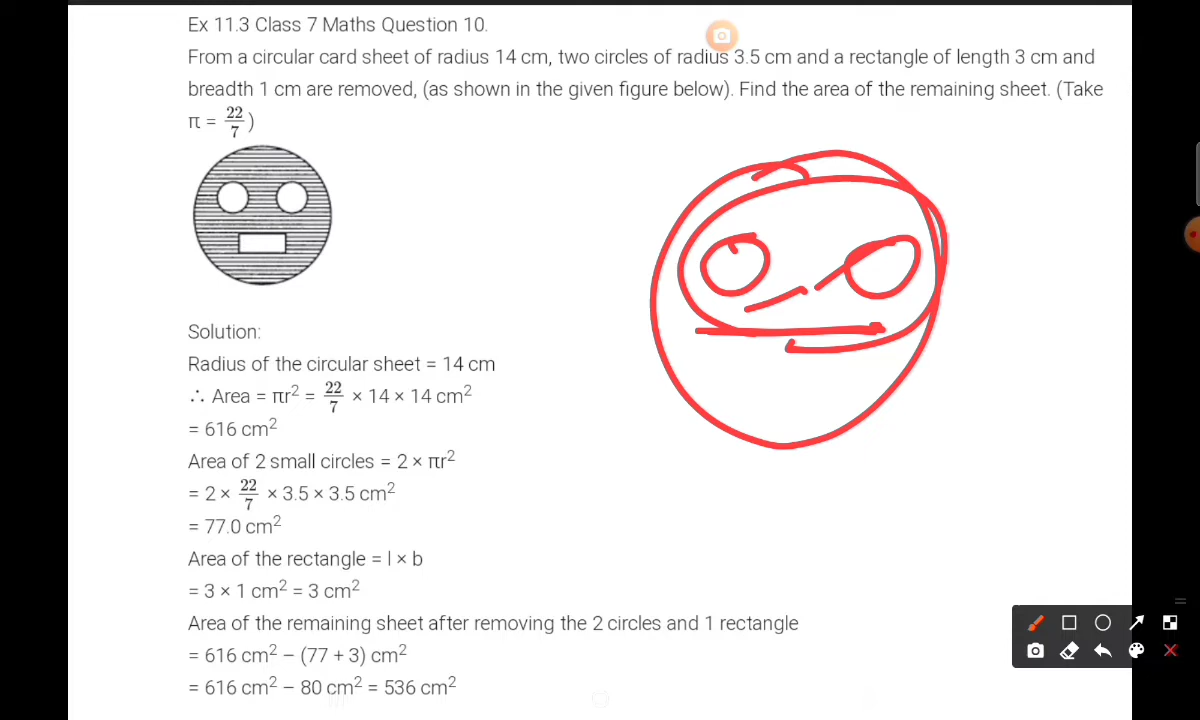 Ex 11.3 Class 7 Maths Question 10.
From a circular card sheet of radius 14 cm, two circles of radius 3.5 cm and a rectangle of length 3 cm and
breadth 1 cm are removed, (as shown in the given figure below). Find the area of the remaining sheet. (Take
π = 22/7)
Solution:
Radius of the circular sheet = 14 cm
∴ Area = πr² = 22/7 × 14 × 14 cm²
= 616 cm²
Area of 2 small circles = 2 × πr²
= 2 × 22/7 × 3.5 × 3.5 cm²
= 77.0 cm²
Area of the rectangle = l × b
= 3 × 1 cm² = 3 cm²
Area of the remaining sheet after removing the 2 circles and 1 rectangle
= 616 cm² – (77 + 3) cm²
= 616 cm² – 80 cm² = 536 cm²